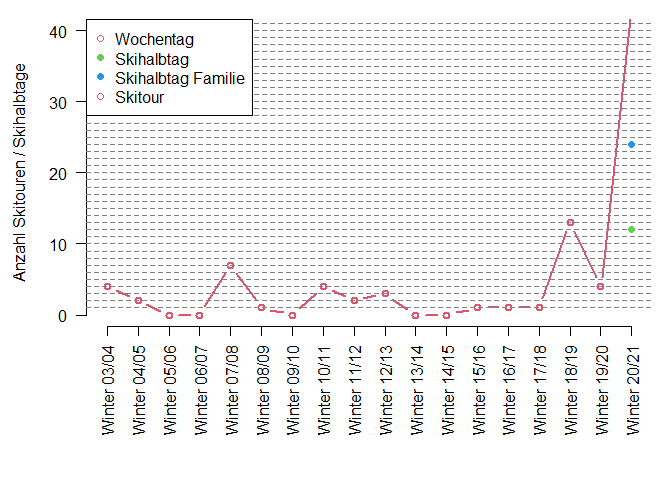 Anzahl Skitouren / Skihalbtage
40
30
20
10
0
Wochentag
Skihalbtag
Skihalbtag Familie
Skitour
Winter 03/04
Winter 04/05
Winter 05/06
Winter 06/07
Winter 07/08
Winter 08/09
Winter 09/10
Winter 10/11
Winter 11/12
Winter 12/13
Winter 13/14
Winter 14/15
Winter 15/16
Winter 16/17
Winter 17/18
Winter 18/19
Winter 19/20
Winter 20/21